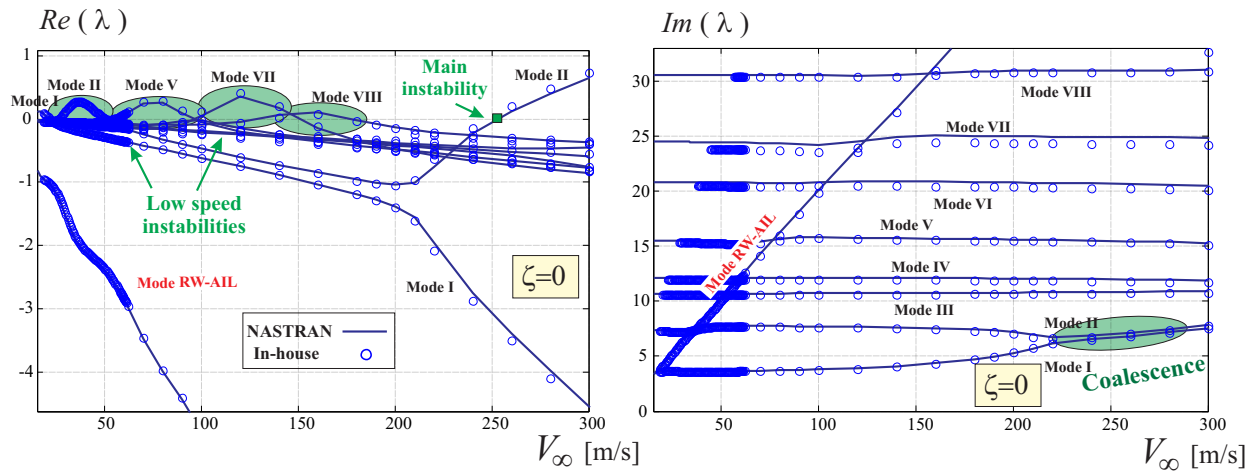 Re ( λ )
1
0
-1
-2
-3
-4
Mode I
Mode II
Mode V
Mode VII
Mode VIII
Main
instability
Mode II
Low speed
instabilities
Mode RW-AIL
Mode I
ζ=0
NASTRAN
In-house
50 100 150 200 250 300
V∞ [m/s]
Im ( λ )
30
25
20
15
10
5
0
Mode VIII
Mode VII
Mode VI
Mode V
Mode RW-AIL
Mode IV
Mode III
Mode II
Mode I
Coalescence
ζ=0
50 100 150 200 250 300
V∞ [m/s]